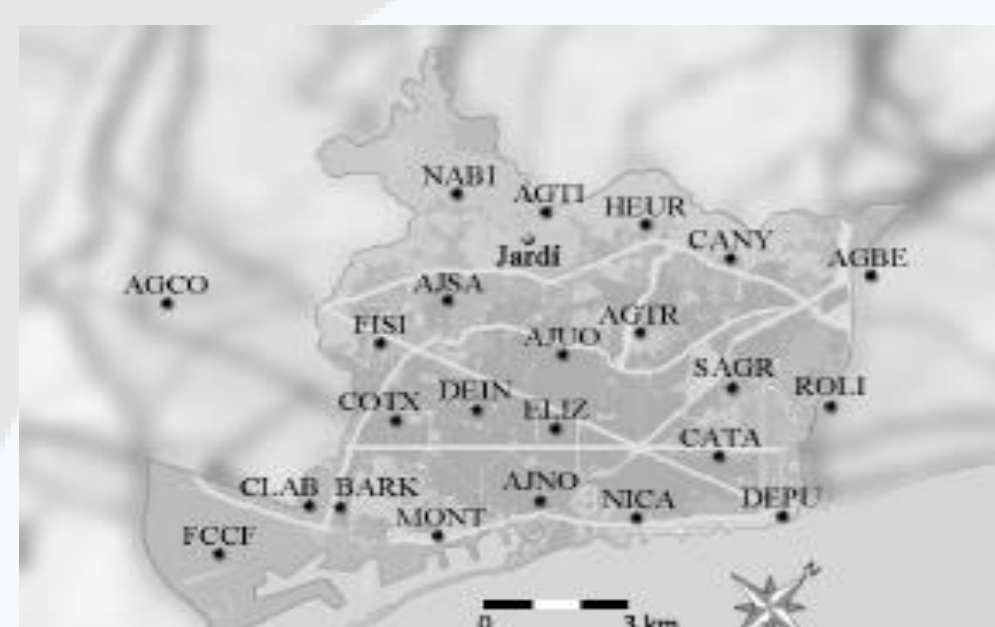 NABI
AGTI
HEUR
Jardí
CANY
AGBE
AGCO
AJSA
FISI
AJUO
AGTR
SAGR
ROLI
COTX
DEIN
ELIZ
CATA
CLAB
BARK
AJNO
NICA
DEPU
MONT
FCCF
N
0
3 km